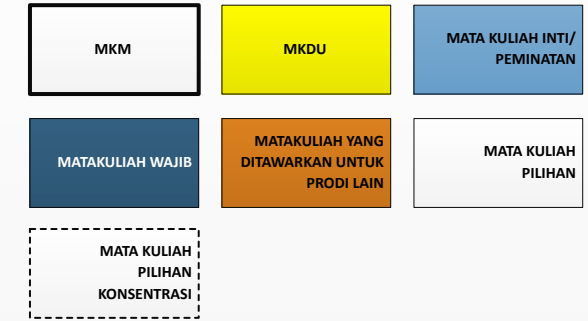 MKM
MKDU
MATA KULIAH INTI/
PEMINATAN
MATAKULIAH WAJIB
MATAKULIAH YANG
DITAWARKAN UNTUK
PRODI LAIN
MATA KULIAH
PILIHAN
MATA KULIAH
PILIHAN
KONSENTRASI